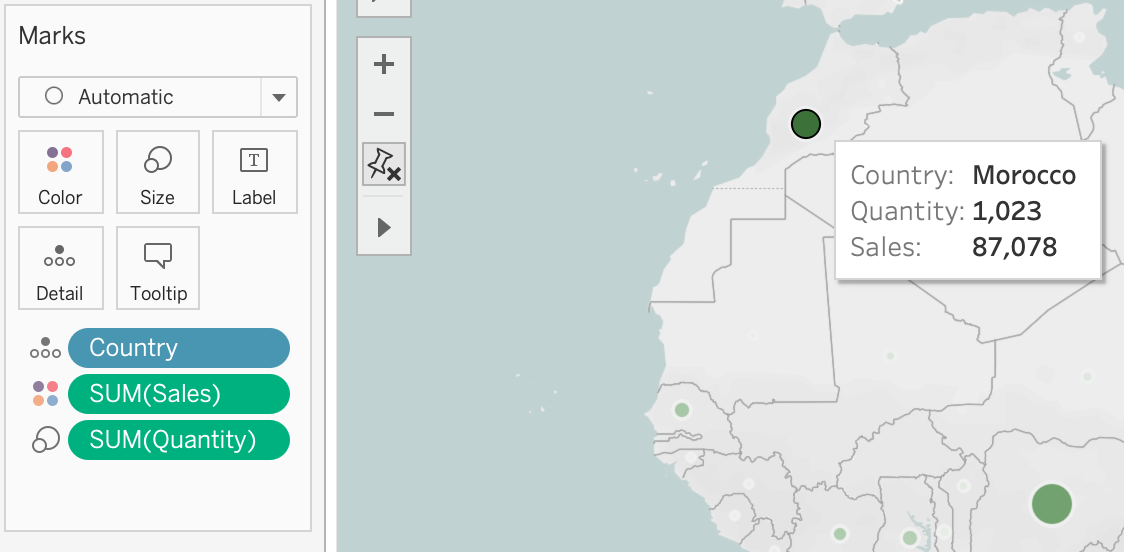 Marks
Automatic
Color Size Label
Detail Tooltip
Country
SUM(Sales)
SUM(Quantity)
Country: Morocco
Quantity: 1,023
Sales: 87,078